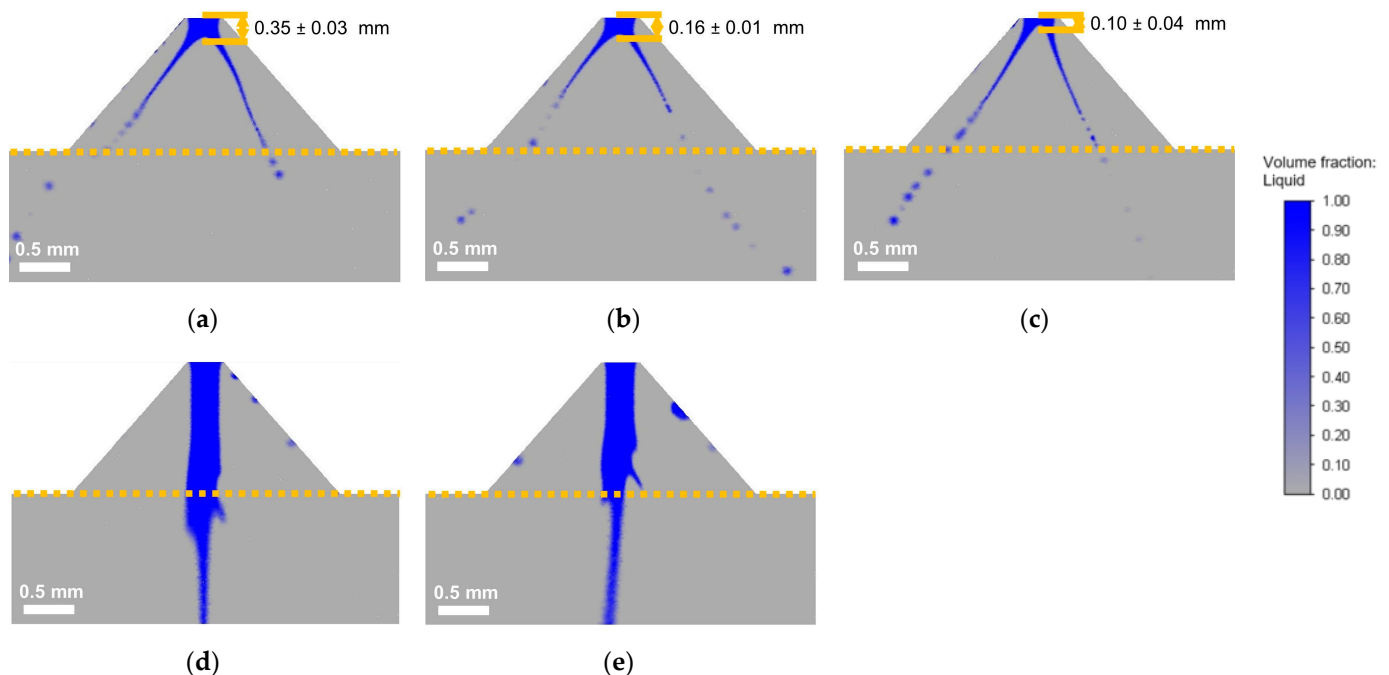 0.35 ± 0.03 mm
0.16 ± 0.01 mm
0.10 ± 0.04 mm
0.5 mm
0.5 mm
0.5 mm
(a)
(b)
(c)
Volume fraction:
Liquid
1.00
0.90
0.80
0.70
0.60
0.50
0.40
0.30
0.20
0.10
0.00
0.5 mm
0.5 mm
(d)
(e)